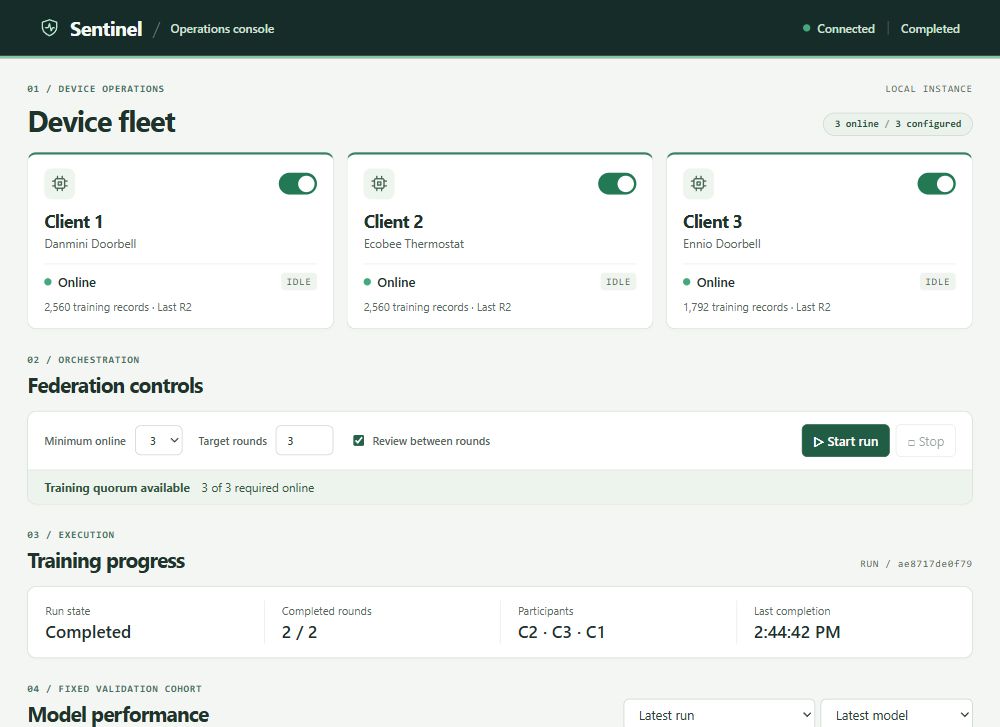 Sentinel / Operations console
Connected | Completed
01 / DEVICE OPERATIONS
LOCAL INSTANCE
Device fleet
3 online / 3 configured
Client 1
Danmini Doorbell
Online
IDLE
2,560 training records · Last R2
Client 2
Ecobee Thermostat
Online
IDLE
2,560 training records · Last R2
Client 3
Ennio Doorbell
Online
IDLE
1,792 training records · Last R2
02 / ORCHESTRATION
Federation controls
Minimum online 3 Target rounds 3 Review between rounds
Start run Stop
Training quorum available 3 of 3 required online
03 / EXECUTION
Training progress
RUN / ae8717de0f79
Run state
Completed
Completed rounds
2 / 2
Participants
C2 · C3 · C1
Last completion
2:44:42 PM
04 / FIXED VALIDATION COHORT
Model performance
Latest run
Latest model